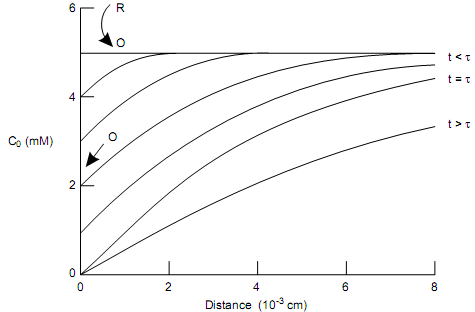 6
R
O
t < τ
t = τ
4
C₀ (mM)
O
t > τ
2
0
0 2 4 6 8
Distance (10⁻³ cm)